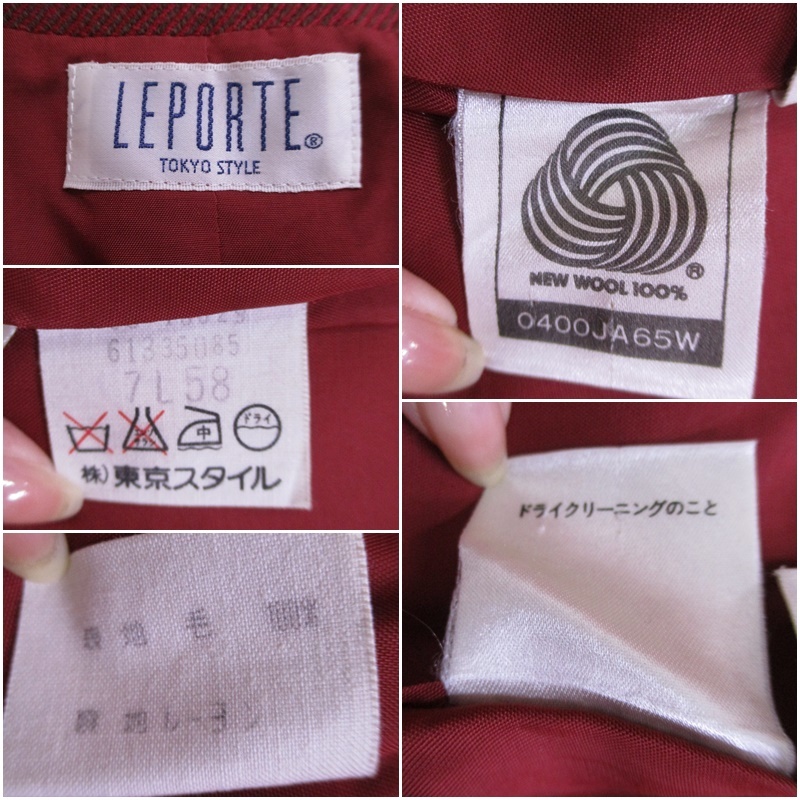 LEPORTE®
TOKYO STYLE
NEW WOOL 100%
0400JA65W
61335085
7L58
中
ドライ
株)東京スタイル
ドライクリーニングのこと
表地 毛
裏地レーヨン